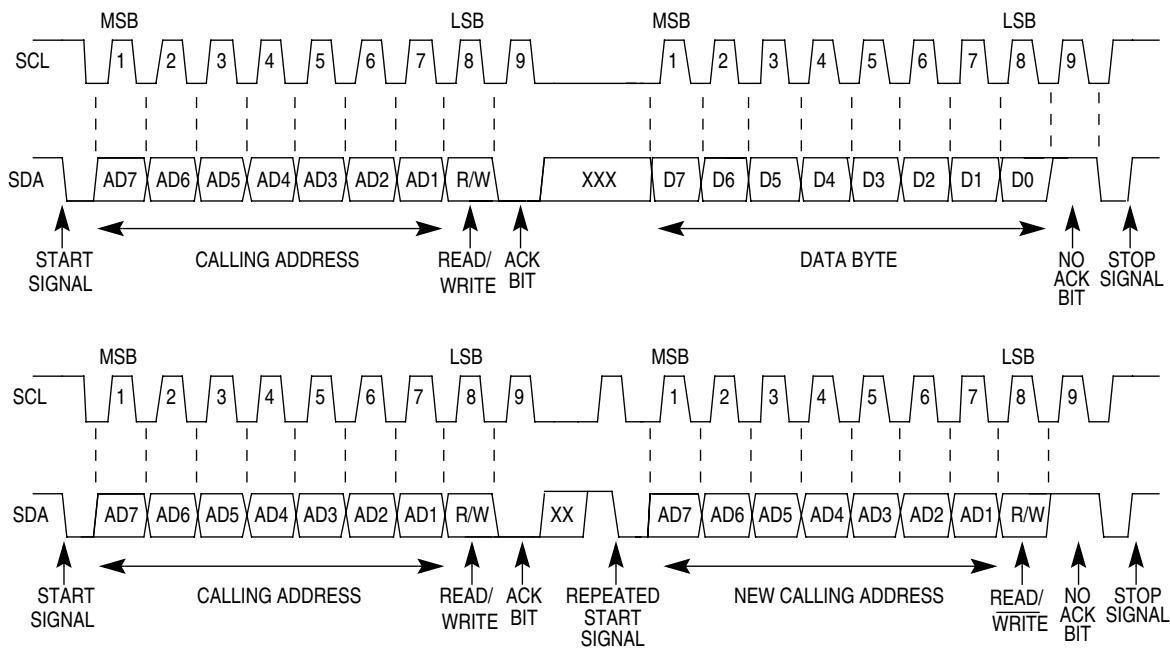 MSB LSB MSB LSB
SCL 1 2 3 4 5 6 7 8 9 1 2 3 4 5 6 7 8 9
SDA AD7 AD6 AD5 AD4 AD3 AD2 AD1 R/W XXX D7 D6 D5 D4 D3 D2 D1 D0
START SIGNAL CALLING ADDRESS READ/ WRITE ACK BIT DATA BYTE NO ACK BIT STOP SIGNAL
MSB LSB MSB LSB
SCL 1 2 3 4 5 6 7 8 9 1 2 3 4 5 6 7 8 9
SDA AD7 AD6 AD5 AD4 AD3 AD2 AD1 R/W XX AD7 AD6 AD5 AD4 AD3 AD2 AD1 R/W
START SIGNAL CALLING ADDRESS READ/ WRITE ACK BIT REPEATED START SIGNAL NEW CALLING ADDRESS READ/ WRITE NO ACK BIT STOP SIGNAL